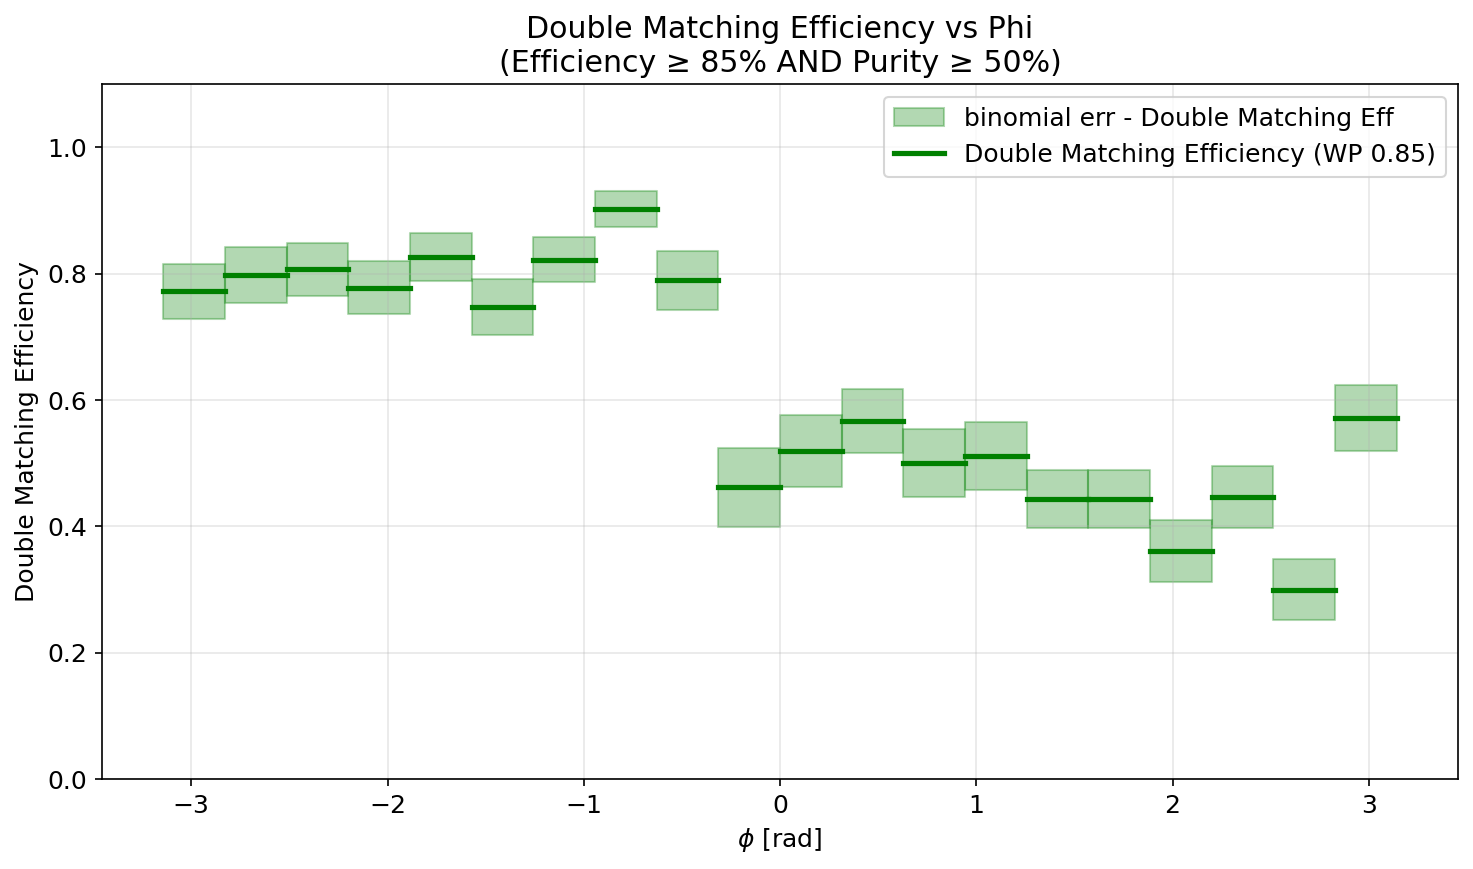 Double Matching Efficiency vs Phi
(Efficiency ≥ 85% AND Purity ≥ 50%)
binomial err - Double Matching Eff
Double Matching Efficiency (WP 0.85)
Double Matching Efficiency
1.0
0.8
0.6
0.4
0.2
0.0
−3 −2 −1 0 1 2 3
ϕ [rad]